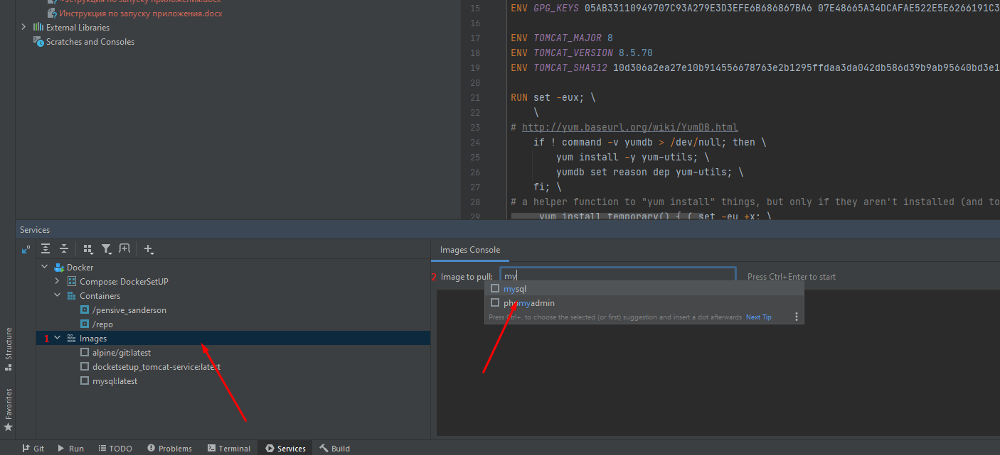 Инструкция по запуску приложения.docx
External Libraries
Scratches and Consoles
15 ENV GPG_KEYS 05AB33110949707C93A279E3D3EFE6B686867BA6 07E48665A34DCAFAE522E5E6266191C3
16
17 ENV TOMCAT_MAJOR 8
18 ENV TOMCAT_VERSION 8.5.70
19 ENV TOMCAT_SHA512 10d306a2ea27e10b914556678763e2b1295ffdaa3da042db586d39b9ab95640bd3e1
20
21 RUN set -eux; \
22 \
23 # http://yum.baseurl.org/wiki/YumDB.html
24 if ! command -v yumdb > /dev/null; then \
25 yum install -y yum-utils; \
26 yumdb set reason dep yum-utils; \
27 fi; \
28 # a helper function to "yum install" things, but only if they aren't installed (and to
29 yum_install_temporary() { ( set -eu +x; \
Services
Docker
Compose: DockerSetUP
Containers
/pensive_sanderson
/repo
1 Images
alpine/git:latest
docketsetup_tomcat-service:latest
mysql:latest
Images Console
2 Image to pull: my Press Ctrl+Enter to start
mysql
phpmyadmin
Press Ctrl+. to choose the selected (or first) suggestion and insert a dot afterwards Next Tip
Structure
Favorites
Git Run TODO Problems Terminal Services Build